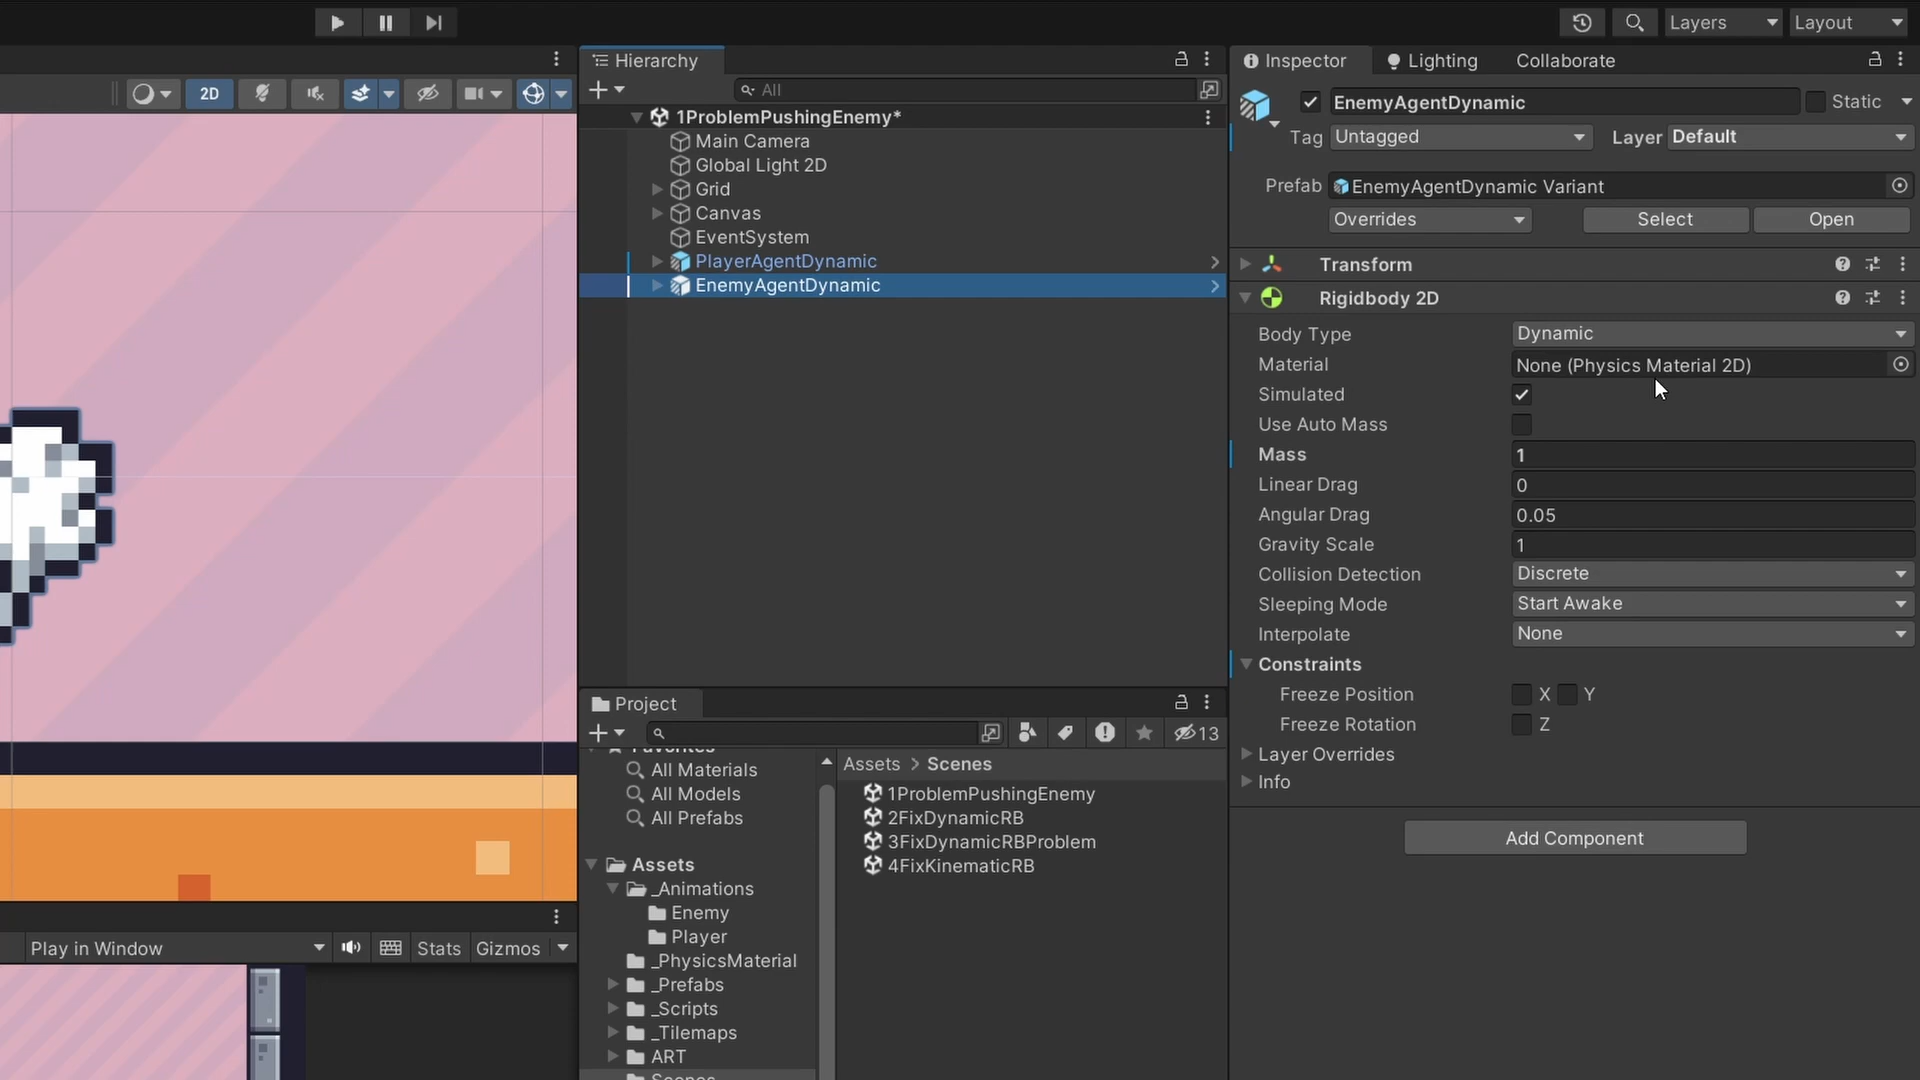 Layers
Layout
Hierarchy
Inspector
Lighting
Collaborate
2D
All
EnemyAgentDynamic
Static
1ProblemPushingEnemy*
Tag
Untagged
Layer
Default
Main Camera
Global Light 2D
Prefab
EnemyAgentDynamic Variant
Grid
Canvas
Overrides
Select
Open
EventSystem
PlayerAgentDynamic
Transform
EnemyAgentDynamic
Rigidbody 2D
Body Type
Dynamic
Material
None (Physics Material 2D)
Simulated
Use Auto Mass
Mass
1
Linear Drag
0
Angular Drag
0.05
Gravity Scale
1
Collision Detection
Discrete
Sleeping Mode
Start Awake
Interpolate
None
Constraints
Freeze Position
X
Y
Freeze Rotation
Z
Layer Overrides
Info
Add Component
Project
13
Favorites
All Materials
All Models
All Prefabs
Assets
_Animations
Enemy
Player
_PhysicsMaterial
_Prefabs
_Scripts
_Tilemaps
ART
Scenes
Assets > Scenes
1ProblemPushingEnemy
2FixDynamicRB
3FixDynamicRBProblem
4FixKinematicRB
Play in Window
Stats
Gizmos